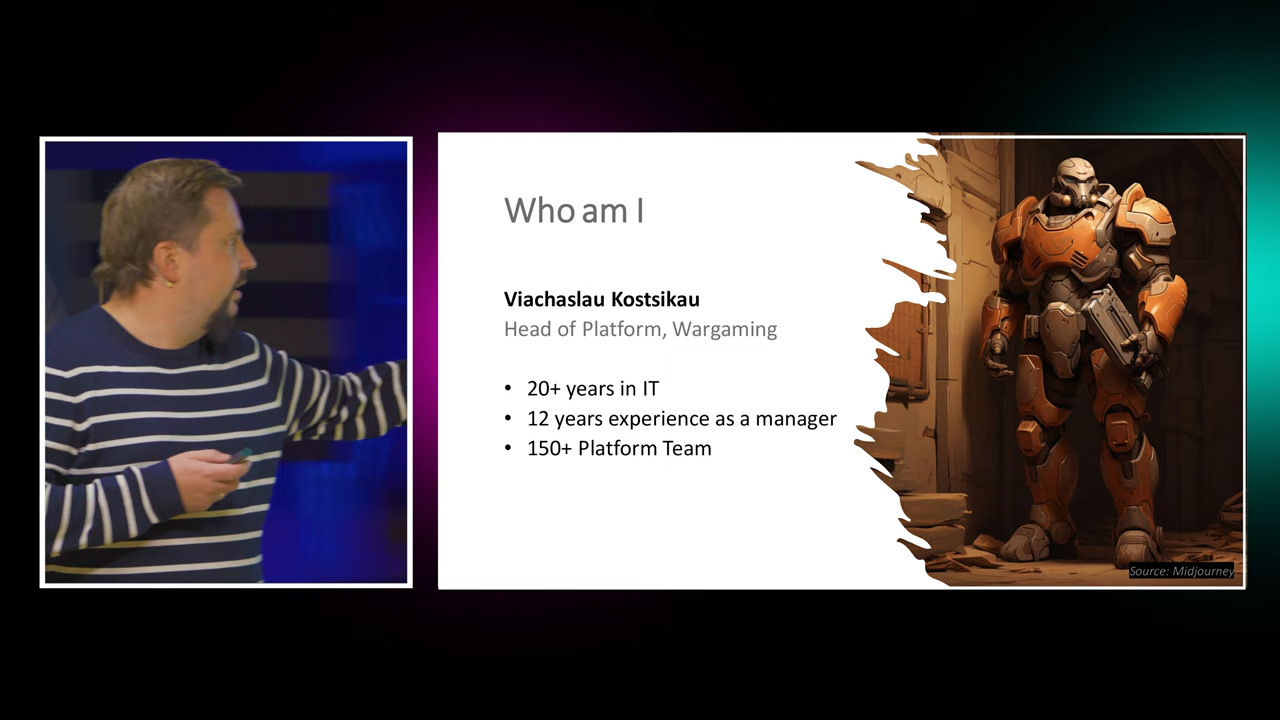 Who am I
Viachaslau Kostsikau
Head of Platform, Wargaming
• 20+ years in IT
• 12 years experience as a manager
• 150+ Platform Team
Source: Midjourney